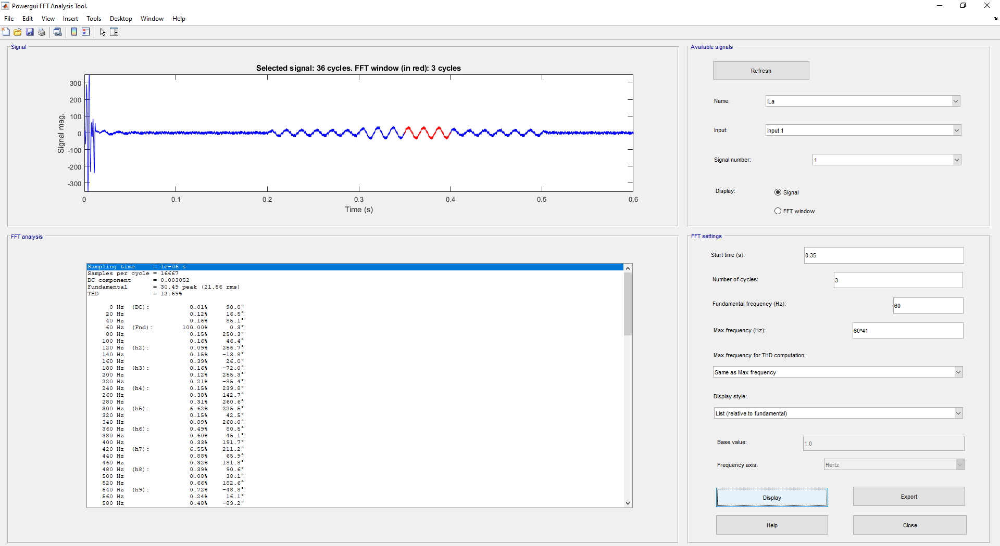 Powergui FFT Analysis Tool.
File Edit View Insert Tools Desktop Window Help
Signal
Selected signal: 36 cycles. FFT window (in red): 3 cycles
Signal mag.
300
200
100
0
-100
-200
-300
0 0.1 0.2 0.3 0.4 0.5 0.6
Time (s)
FFT analysis
Sampling time = 1e-06 s
Samples per cycle = 16667
DC component = 0.003052
Fundamental = 30.49 peak (21.56 rms)
THD = 12.69%
0 Hz (DC): 0.01% 90.0°
20 Hz 0.12% 16.5°
40 Hz 0.16% 85.1°
60 Hz (Fnd): 100.00% 0.3°
80 Hz 0.15% 250.3°
100 Hz 0.16% 46.4°
120 Hz (h2): 0.09% 256.7°
140 Hz 0.15% -13.8°
160 Hz 0.39% 26.0°
180 Hz (h3): 0.16% -72.0°
200 Hz 0.12% 255.3°
220 Hz 0.21% -85.4°
240 Hz (h4): 0.15% 239.8°
260 Hz 0.38% 142.7°
280 Hz 0.31% 260.6°
300 Hz (h5): 6.62% 225.5°
320 Hz 0.15% 42.5°
340 Hz 0.89% 268.0°
360 Hz (h6): 0.49% 80.5°
380 Hz 0.60% 45.1°
400 Hz 0.33% 191.7°
420 Hz (h7): 6.55% 211.2°
440 Hz 0.88% 65.9°
460 Hz 0.32% 181.8°
480 Hz (h8): 0.39% 90.6°
500 Hz 0.08% 38.1°
520 Hz 0.66% 182.6°
540 Hz (h9): 0.72% -48.8°
560 Hz 0.24% 16.1°
580 Hz 0.48% -89.2°
Available signals
Refresh
Name: iLa
Input: input 1
Signal number: 1
Display: Signal
FFT window
FFT settings
Start time (s): 0.35
Number of cycles: 3
Fundamental frequency (Hz): 60
Max frequency (Hz): 60*41
Max frequency for THD computation:
Same as Max frequency
Display style:
List (relative to fundamental)
Base value: 1.0
Frequency axis: Hertz
Display Export
Help Close